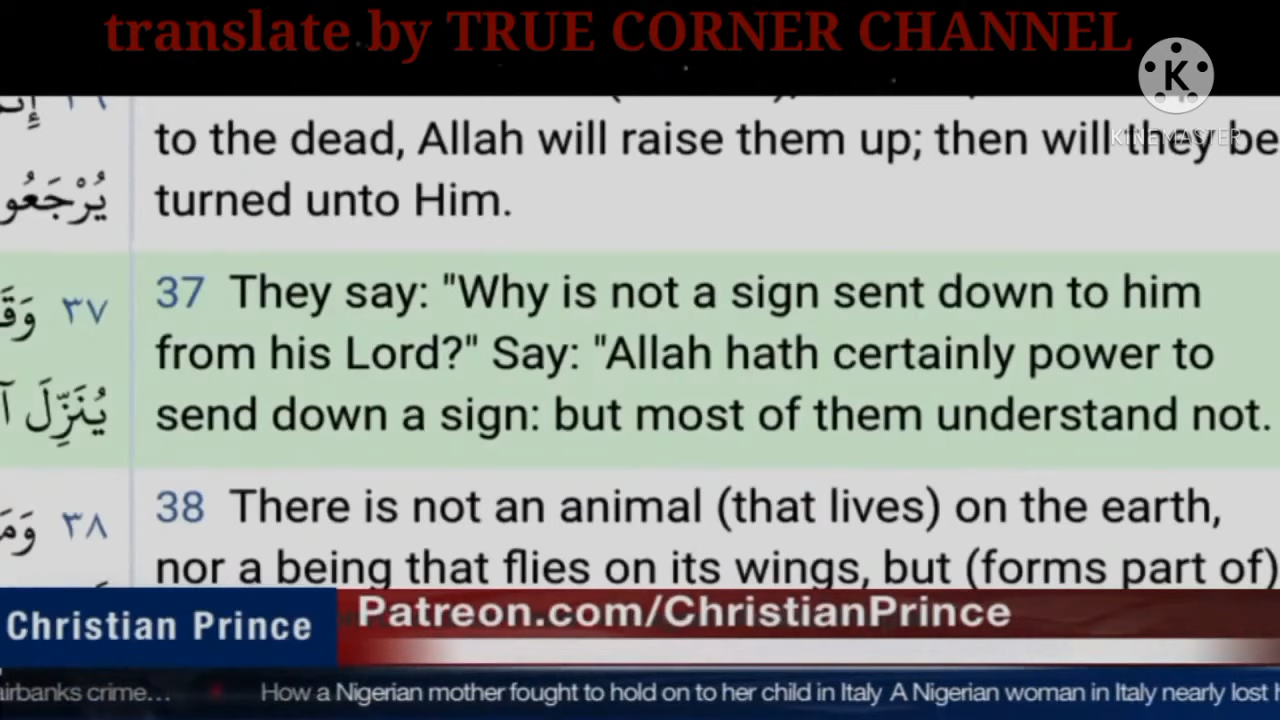 translate by TRUE CORNER CHANNEL
K
KINEMASTER
to the dead, Allah will raise them up; then will they be
turned unto Him.
يُرْجَعُو
37 They say: "Why is not a sign sent down to him
٣٧ وَقَ
from his Lord?" Say: "Allah hath certainly power to
send down a sign: but most of them understand not.
يُنَزِّلَ آ
38 There is not an animal (that lives) on the earth,
٣٨ وَمَ
nor a being that flies on its wings, but (forms part of)
Christian Prince
Patreon.com/ChristianPrince
airbanks crime... How a Nigerian mother fought to hold on to her child in Italy A Nigerian woman in Italy nearly lost